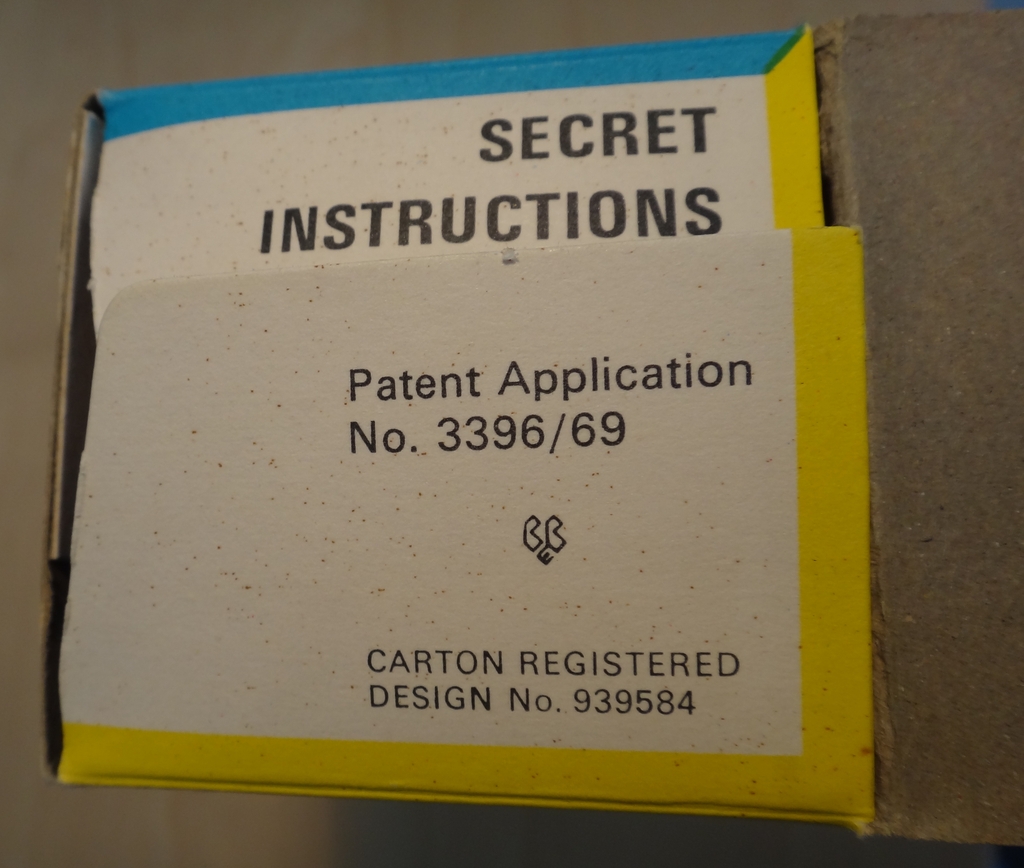 SECRET
INSTRUCTIONS
Patent Application
No. 3396/69
CARTON REGISTERED
DESIGN No. 939584